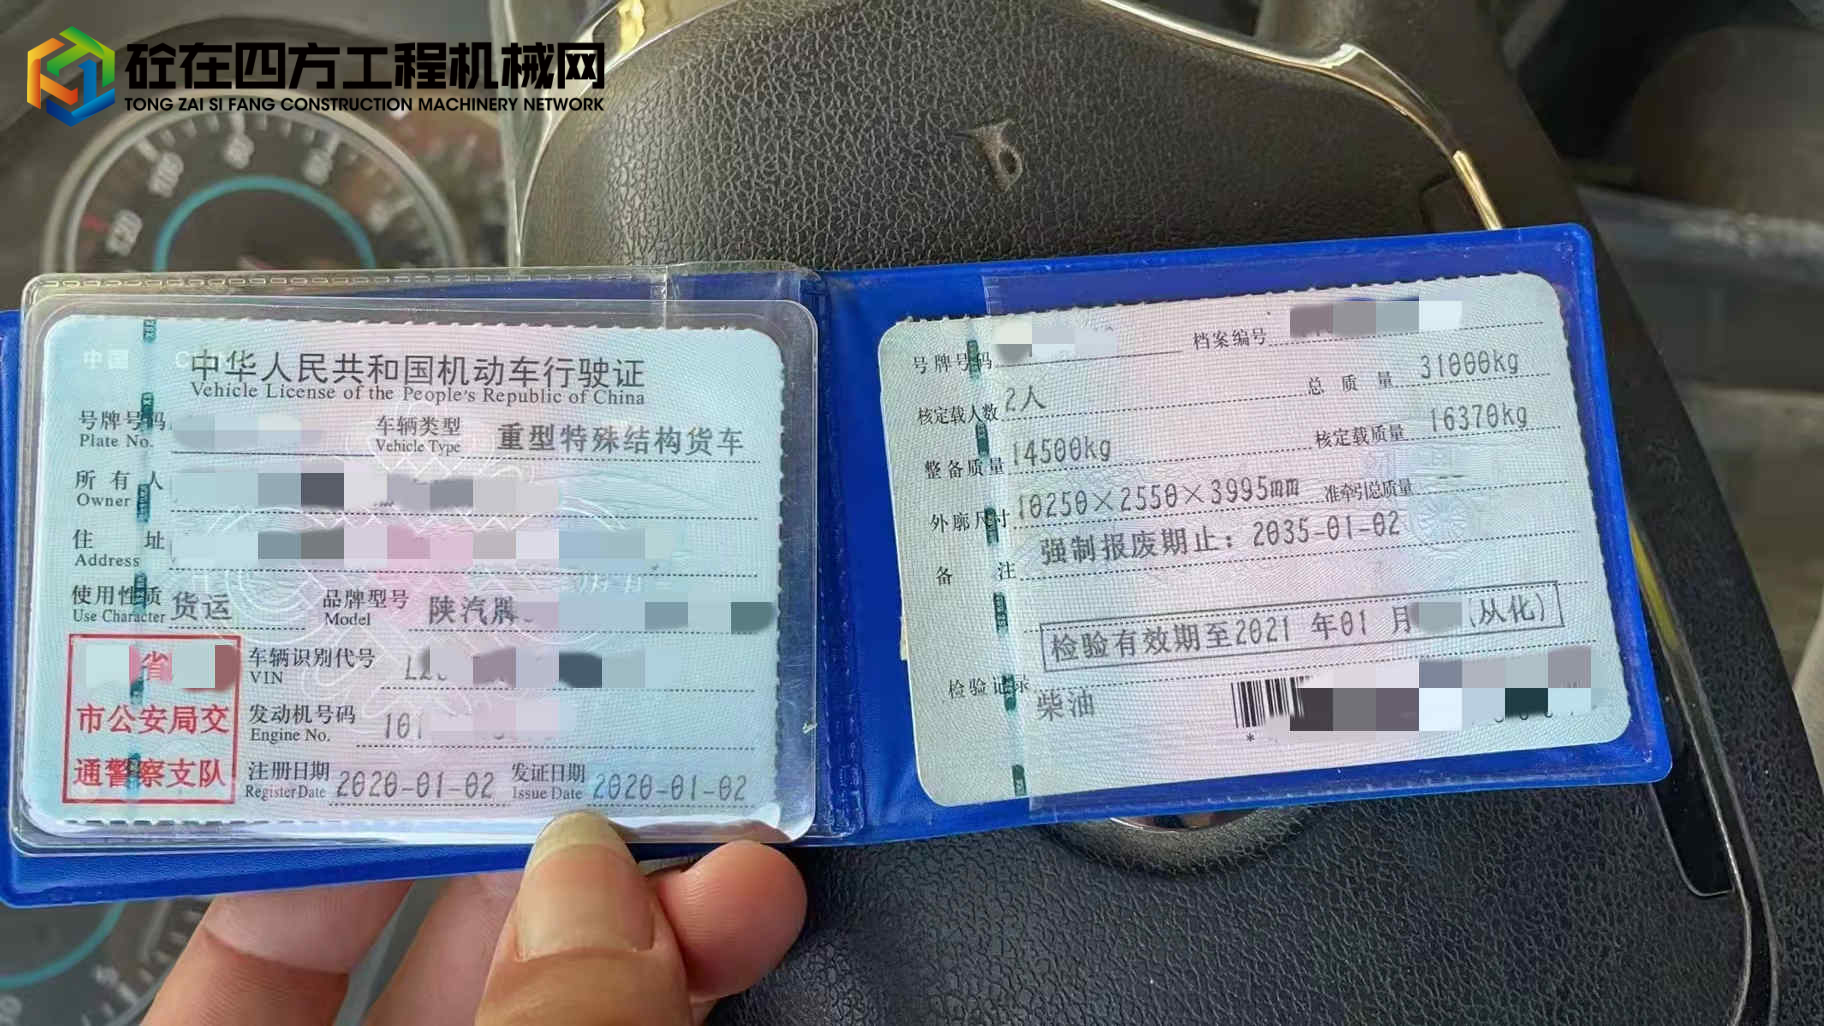 砼在四方工程机械网
TONG ZAI SI FANG CONSTRUCTION MACHINERY NETWORK
中国
中华人民共和国机动车行驶证
Vehicle License of the People's Republic of China
号牌号码 车辆类型 重型特殊结构货车
Plate No. Vehicle Type
所有人
Owner
住址
Address
使用性质 货运 品牌型号 陕汽牌
Use Character Model
省
市公安局交
通警察支队
车辆识别代号
VIN
发动机号码
Engine No.
注册日期 2020-01-02 发证日期 2020-01-02
Register Date Issue Date
号牌号码 档案编号
核定载人数 2人 总质量 31000kg
整备质量 14500kg 核定载质量 16370kg
外廓尺寸 10250×2550×3995mm 准牵引总质量
备注 强制报废期止：2035-01-02
检验有效期至2021 年01 月 (从化)
检验记录
柴油